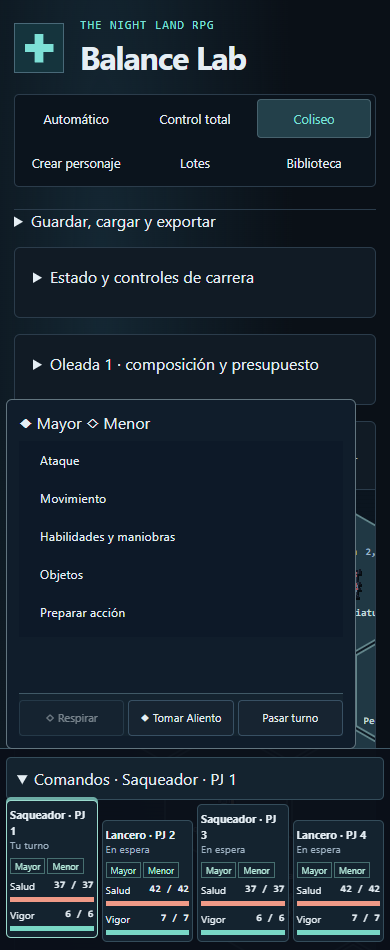 THE NIGHT LAND RPG
Balance Lab
Automático Control total Coliseo
Crear personaje Lotes Biblioteca
▶ Guardar, cargar y exportar
▶ Estado y controles de carrera
▶ Oleada 1 · composición y presupuesto
◆ Mayor ◇ Menor
Ataque
Movimiento
Habilidades y maniobras
Objetos
Preparar acción
2,
Pe
◇ Respirar ◆ Tomar Aliento Pasar turno
▼ Comandos · Saqueador · PJ 1
Saqueador · PJ 1
Tu turno
Mayor Menor
Salud 37 / 37
Vigor 6 / 6
Lancero · PJ 2
En espera
Mayor Menor
Salud 42 / 42
Vigor 7 / 7
Saqueador · PJ 3
En espera
Mayor Menor
Salud 37 / 37
Vigor 6 / 6
Lancero · PJ 4
En espera
Mayor Menor
Salud 42 / 42
Vigor 7 / 7